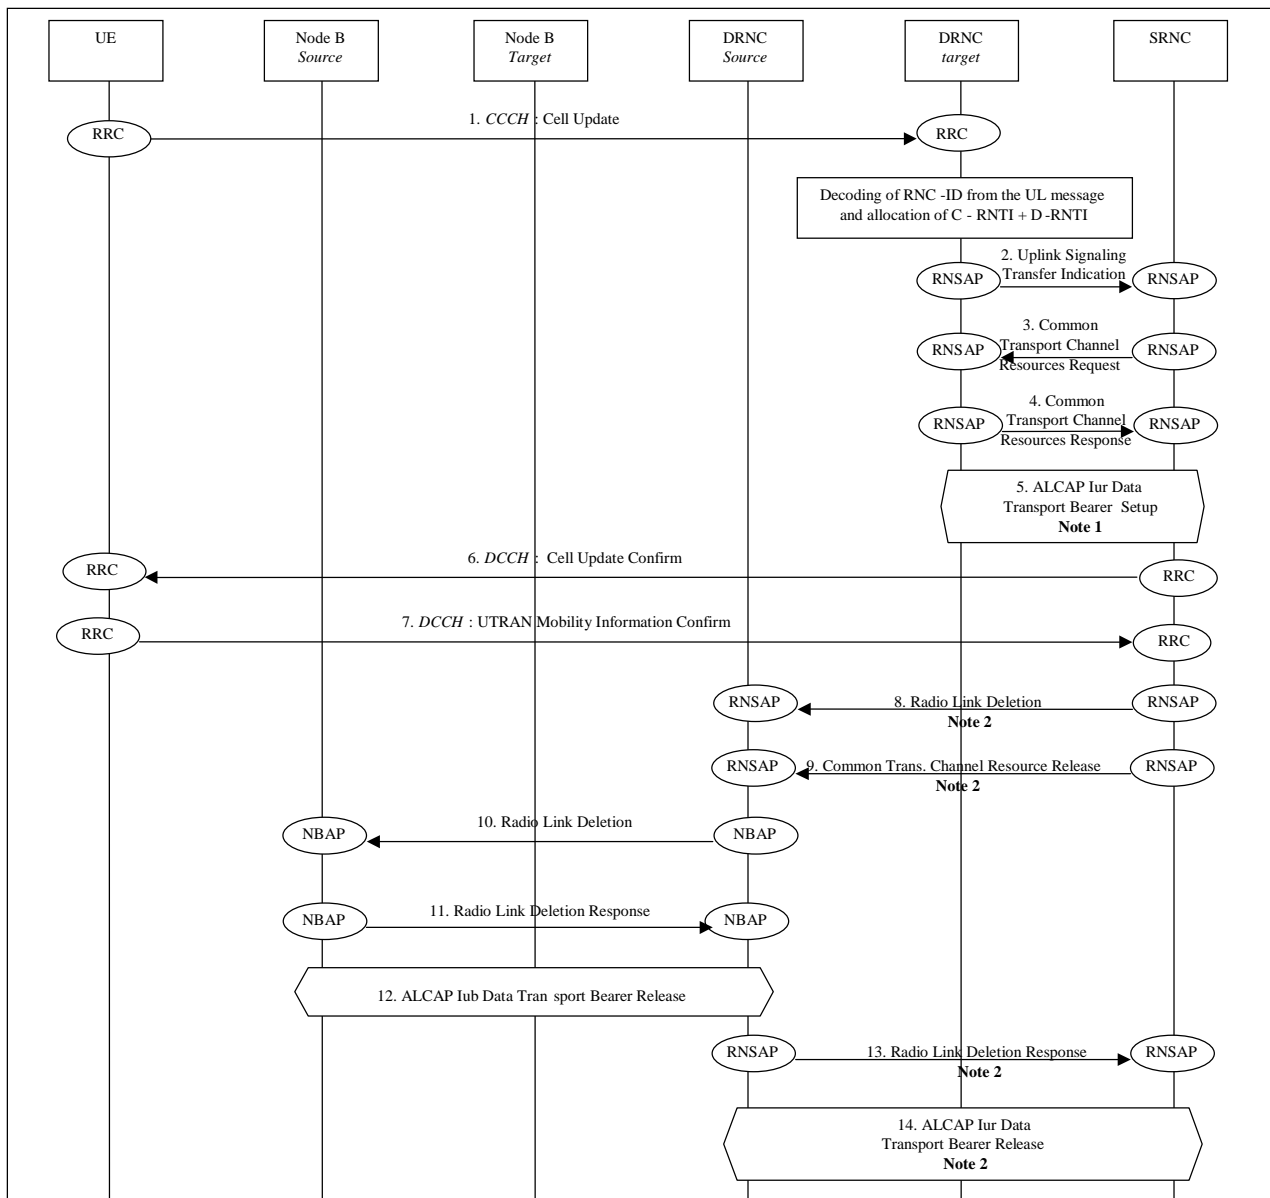 UE
Node B
Source
Node B
Target
DRNC
Source
DRNC
target
SRNC
1. CCCH : Cell Update
RRC
RRC
Decoding of RNC -ID from the UL message
and allocation of C - RNTI + D -RNTI
2. Uplink Signaling
Transfer Indication
RNSAP
RNSAP
3. Common
Transport Channel
Resources Request
RNSAP
RNSAP
4. Common
Transport Channel
Resources Response
RNSAP
RNSAP
5. ALCAP Iur Data
Transport Bearer Setup
Note 1
6. DCCH : Cell Update Confirm
RRC
RRC
7. DCCH : UTRAN Mobility Information Confirm
RRC
RRC
RNSAP
8. Radio Link Deletion
Note 2
RNSAP
RNSAP
9. Common Trans. Channel Resource Release
Note 2
RNSAP
10. Radio Link Deletion
NBAP
NBAP
11. Radio Link Deletion Response
NBAP
NBAP
12. ALCAP Iub Data Tran sport Bearer Release
RNSAP
13. Radio Link Deletion Response
Note 2
RNSAP
14. ALCAP Iur Data
Transport Bearer Release
Note 2